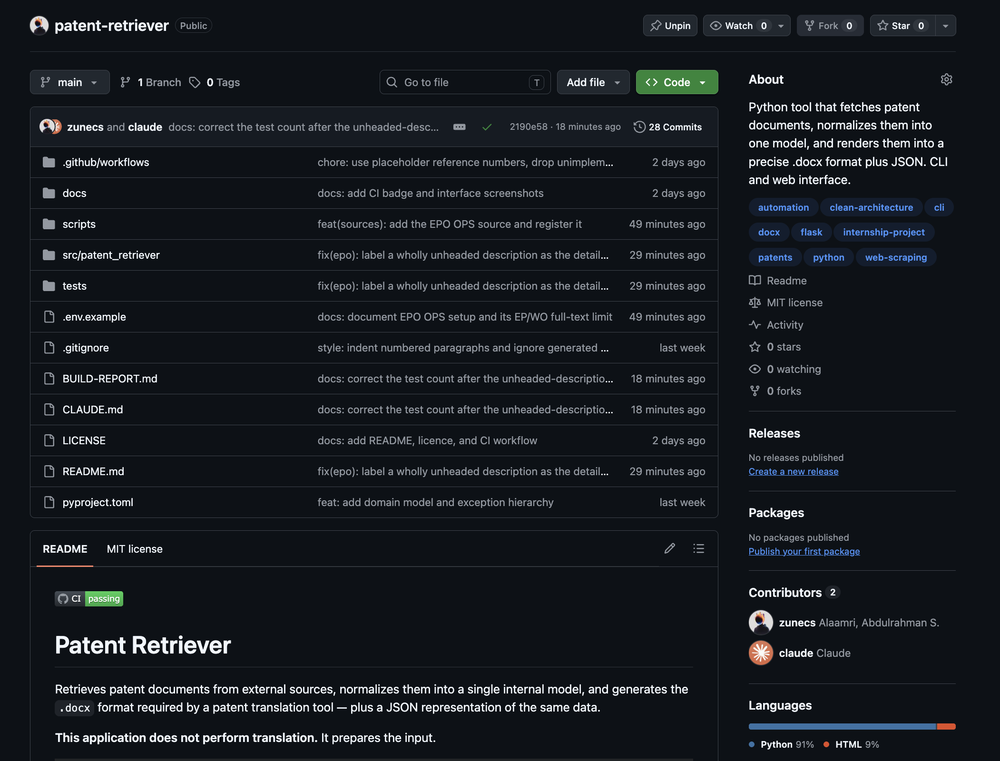 patent-retriever Public
Unpin Watch 0 Fork 0 Star 0
main 1 Branch 0 Tags Go to file T Add file Code
zunecs and claude docs: correct the test count after the unheaded-desc... 2190e58 · 18 minutes ago 28 Commits
.github/workflows chore: use placeholder reference numbers, drop unimplem... 2 days ago
docs docs: add CI badge and interface screenshots 2 days ago
scripts feat(sources): add the EPO OPS source and register it 49 minutes ago
src/patent_retriever fix(epo): label a wholly unheaded description as the detail... 29 minutes ago
tests fix(epo): label a wholly unheaded description as the detail... 29 minutes ago
.env.example docs: document EPO OPS setup and its EP/WO full-text limit 49 minutes ago
.gitignore style: indent numbered paragraphs and ignore generated ... last week
BUILD-REPORT.md docs: correct the test count after the unheaded-descriptio... 18 minutes ago
CLAUDE.md docs: correct the test count after the unheaded-descriptio... 18 minutes ago
LICENSE docs: add README, licence, and CI workflow 2 days ago
README.md fix(epo): label a wholly unheaded description as the detail... 29 minutes ago
pyproject.toml feat: add domain model and exception hierarchy last week
README MIT license
CI passing
Patent Retriever
Retrieves patent documents from external sources, normalizes them into a single internal model, and generates the
.docx format required by a patent translation tool — plus a JSON representation of the same data.
This application does not perform translation. It prepares the input.
About
Python tool that fetches patent
documents, normalizes them into
one model, and renders them into a
precise .docx format plus JSON. CLI
and web interface.
automation clean-architecture cli
docx flask internship-project
patents python web-scraping
Readme
MIT license
Activity
0 stars
0 watching
0 forks
Releases
No releases published
Create a new release
Packages
No packages published
Publish your first package
Contributors 2
zunecs Alaamri, Abdulrahman S.
claude Claude
Languages
Python 91% HTML 9%